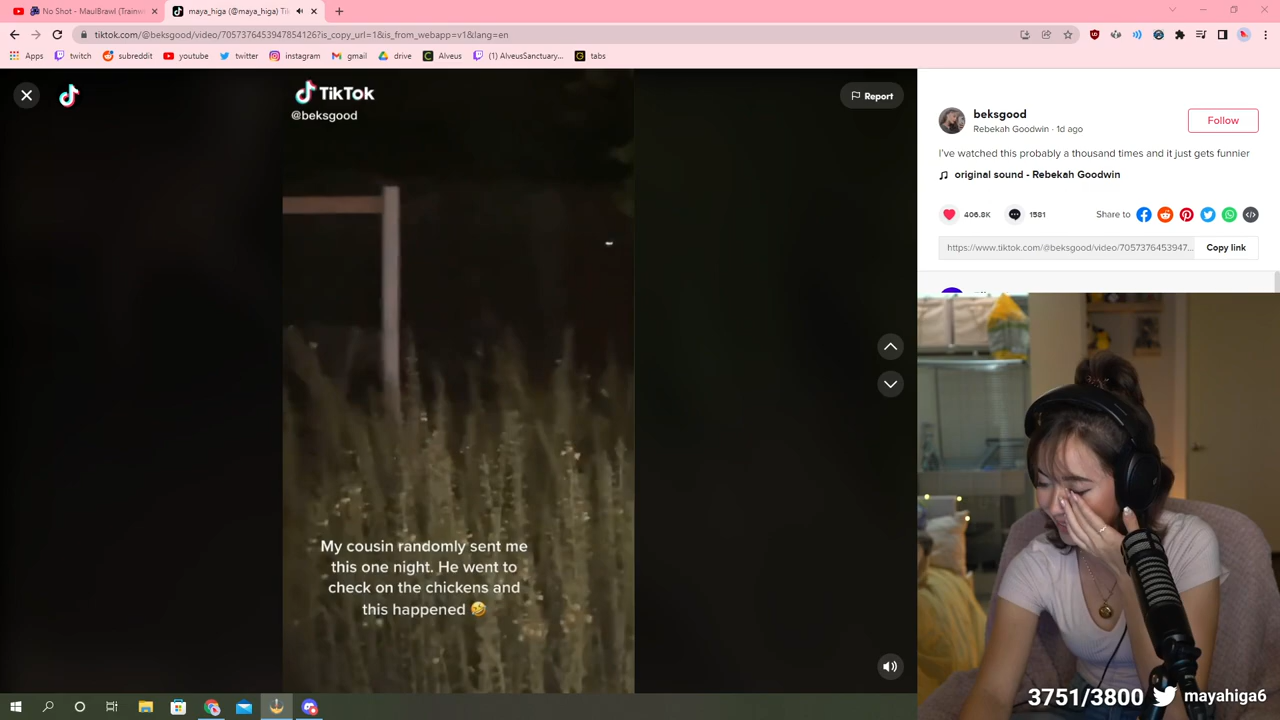 No Shot - Maul8rawl (Trainw
maya_higa (@maya_higa) Ti
tiktok.com/@beksgood/video/7057376453947854126?is_copy_url=1&is_from_webapp=v1&lang=en
Apps
twitch
subreddit
youtube
twitter
instagram
gmail
drive
Alveus
(1) AlveusSanctuary...
tabs
TikTok
@beksgood
Report
My cousin randomly sent me
this one night. He went to
check on the chickens and
this happened 🤣
beksgood
Rebekah Goodwin · 1d ago
Follow
I've watched this probably a thousand times and it just gets funnier
original sound - Rebekah Goodwin
406.8K
1581
Share to
https://www.tiktok.com/@beksgood/video/7057376453947...
Copy link
3751/3800
mayahiga6